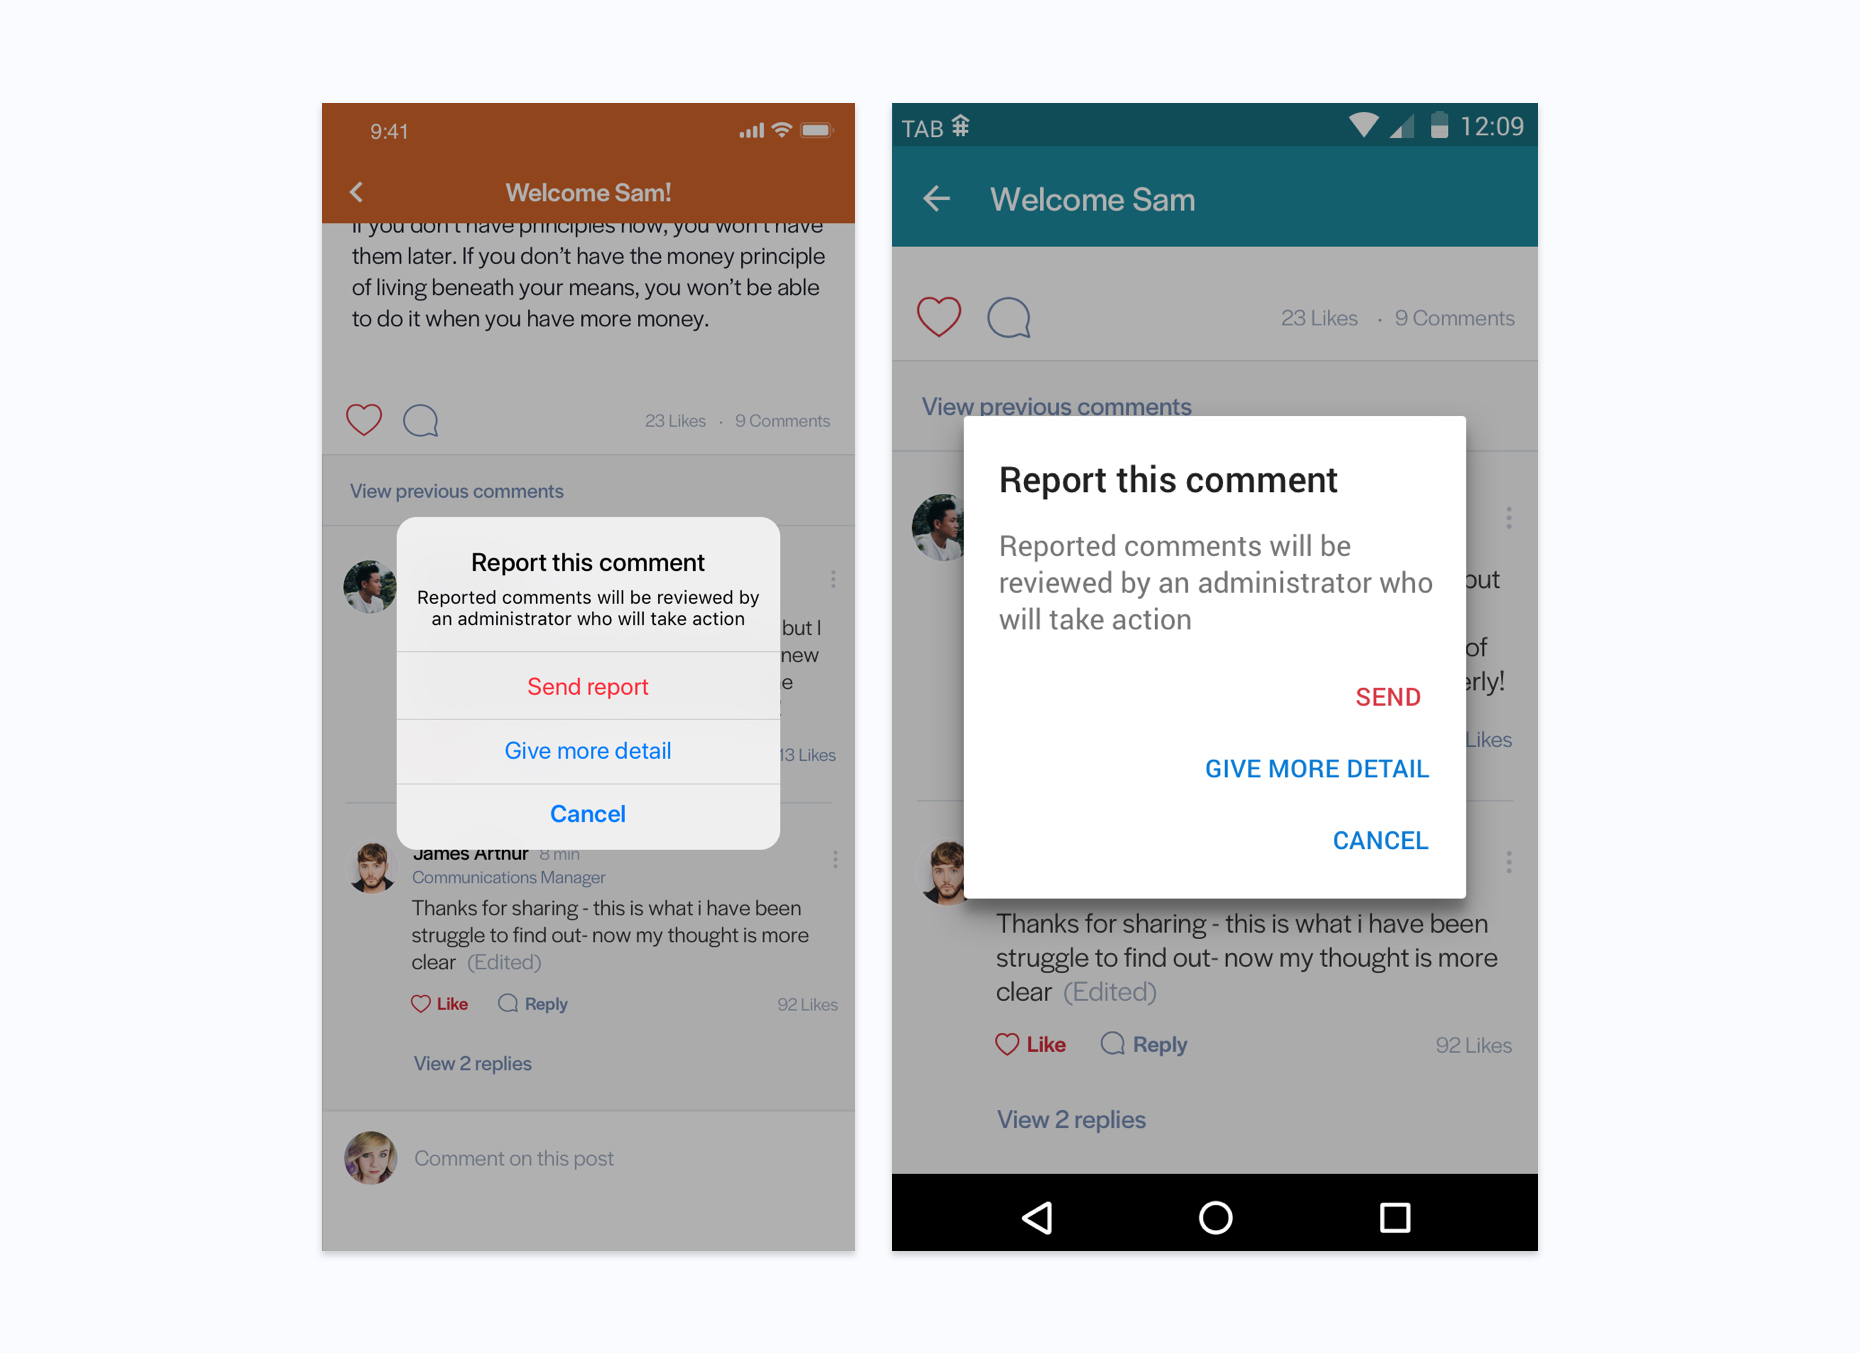 9:41
Welcome Sam!
If you don't have principles now, you won't have
them later. If you don't have the money principle
of living beneath your means, you won't be able
to do it when you have more money.
23 Likes · 9 Comments
View previous comments
Report this comment
Reported comments will be reviewed by
an administrator who will take action
but I
new
e
Send report
Give more detail
13 Likes
Cancel
James Arthur 8 min
Communications Manager
Thanks for sharing - this is what i have been
struggle to find out- now my thought is more
clear (Edited)
Like Reply 92 Likes
View 2 replies
Comment on this post
TAB 12:09
Welcome Sam
23 Likes · 9 Comments
View previous comments
Report this comment
Reported comments will be
reviewed by an administrator who
will take action
but
of
erly!
SEND
Likes
GIVE MORE DETAIL
CANCEL
Thanks for sharing - this is what i have been
struggle to find out- now my thought is more
clear (Edited)
Like Reply 92 Likes
View 2 replies